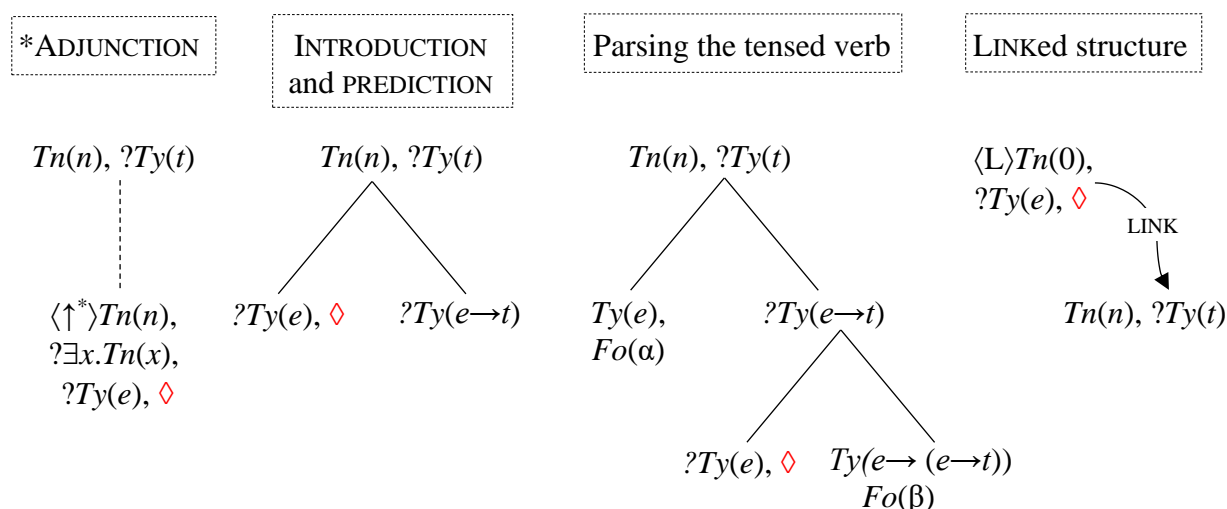 *ADJUNCTION
INTRODUCTION
and PREDICTION
Parsing the tensed verb
LINKed structure
Tn(n), ?Ty(t)
⟨↑*⟩Tn(n),
?∃x.Tn(x),
?Ty(e), ◊
Tn(n), ?Ty(t)
?Ty(e), ◊
?Ty(e→t)
Tn(n), ?Ty(t)
Ty(e),
Fo(α)
?Ty(e→t)
?Ty(e), ◊
Ty(e→ (e→t))
Fo(β)
⟨L⟩Tn(0),
?Ty(e), ◊
LINK
Tn(n), ?Ty(t)